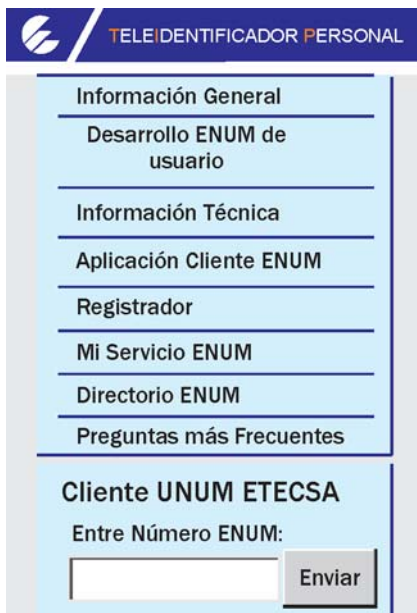 TELEIDENTIFICADOR PERSONAL
Información General
Desarrollo ENUM de
usuario
Información Técnica
Aplicación Cliente ENUM
Registrador
Mi Servicio ENUM
Directorio ENUM
Preguntas más Frecuentes
Cliente UNUM ETECSA
Entre Número ENUM:
Enviar